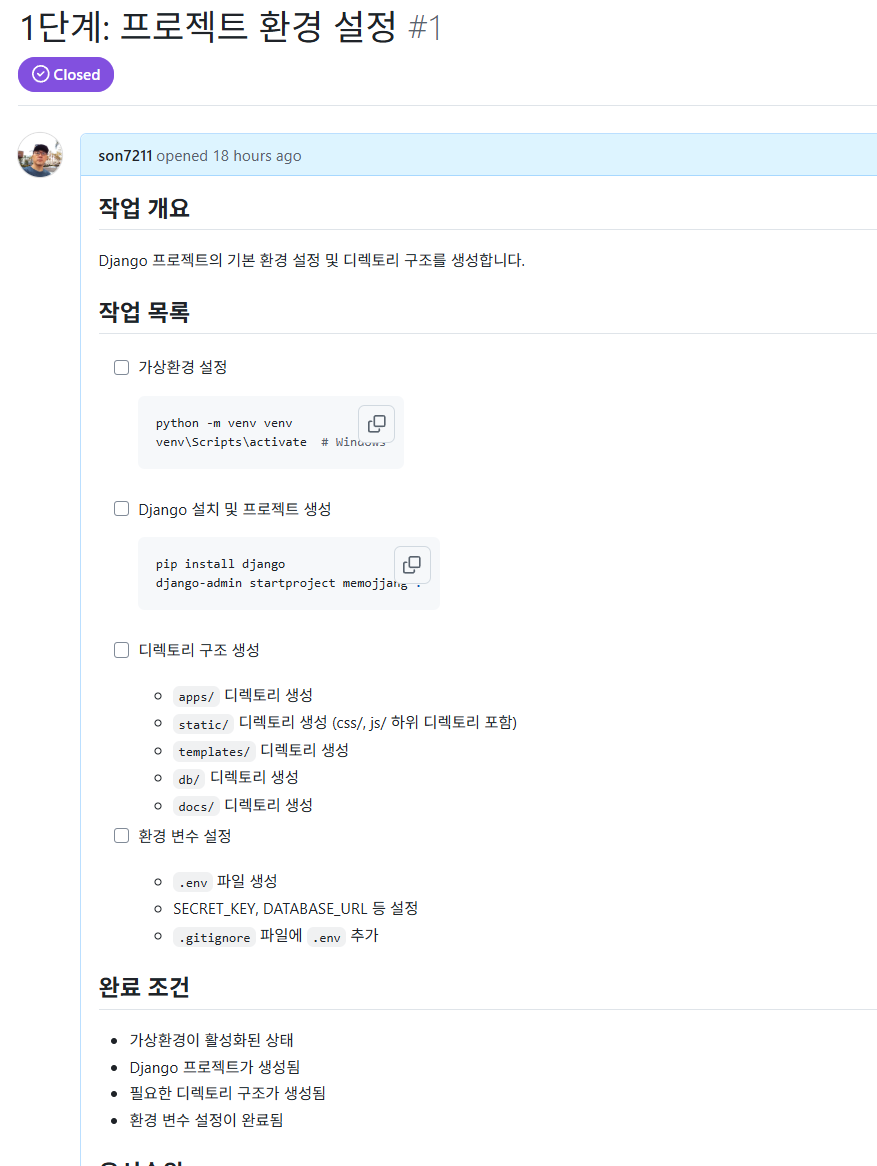 1단계: 프로젝트 환경 설정 #1
Closed
son7211 opened 18 hours ago
작업 개요
Django 프로젝트의 기본 환경 설정 및 디렉토리 구조를 생성합니다.
작업 목록
가상환경 설정
python -m venv venv
venv\Scripts\activate # Windows
Django 설치 및 프로젝트 생성
pip install django
django-admin startproject memojjang .
디렉토리 구조 생성
apps/ 디렉토리 생성
static/ 디렉토리 생성 (css/, js/ 하위 디렉토리 포함)
templates/ 디렉토리 생성
db/ 디렉토리 생성
docs/ 디렉토리 생성
환경 변수 설정
.env 파일 생성
SECRET_KEY, DATABASE_URL 등 설정
.gitignore 파일에 .env 추가
완료 조건
가상환경이 활성화된 상태
Django 프로젝트가 생성됨
필요한 디렉토리 구조가 생성됨
환경 변수 설정이 완료됨